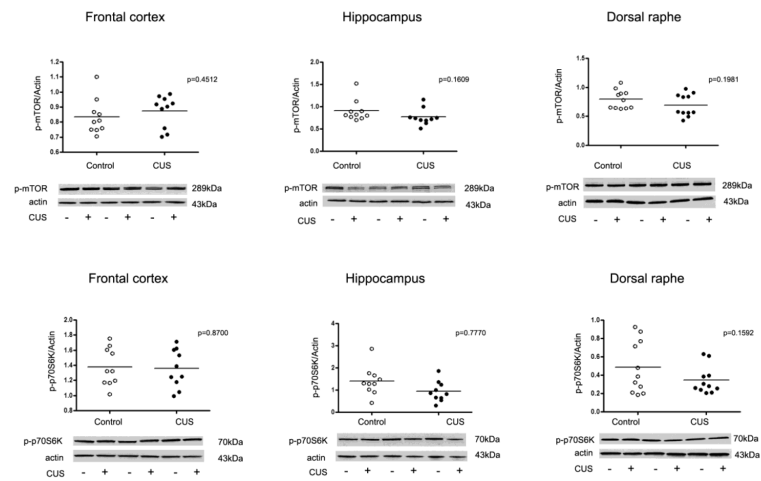 Frontal cortex
Hippocampus
Dorsal raphe
p-mTOR/Actin
1.2
1.1
1.0
0.9
0.8
0.7
0.6
p=0.4512
Control CUS
p-mTOR 289kDa
actin 43kDa
CUS - + - + - +
p-mTOR/Actin
2.0
1.5
1.0
0.5
0.0
p=0.1609
Control CUS
p-mTOR 289kDa
actin 43kDa
CUS - + - + - +
p-mTOR/Actin
1.5
1.0
0.5
0.0
p=0.1981
Control CUS
p-mTOR 289kDa
actin 43kDa
CUS - + - + - +
Frontal cortex
Hippocampus
Dorsal raphe
p-p70S6K/Actin
2.0
1.8
1.6
1.4
1.2
1.0
0.8
p=0.8700
Control CUS
p-p70S6K 70kDa
actin 43kDa
CUS - + - + - +
p-p70S6K/Actin
4
2
1
0
p=0.7770
Control CUS
p-p70S6K 70kDa
actin 43kDa
CUS - + - + - +
p-p70S6K/Actin
1.0
0.8
0.6
0.4
0.2
0.0
p=0.1592
Control CUS
p-p70S6K 70kDa
actin 43kDa
CUS - + - + - +